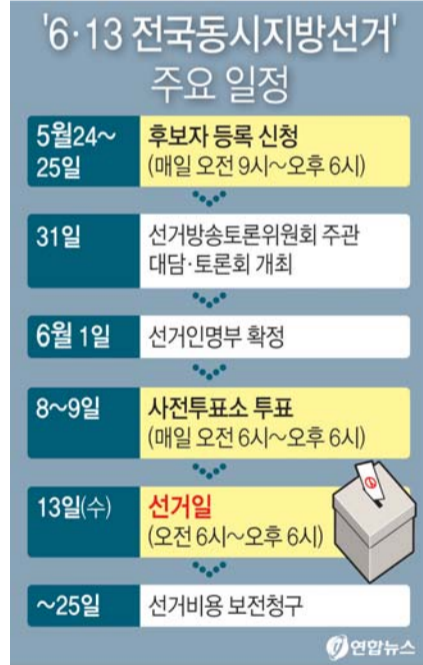 '6·13 전국동시지방선거'
주요 일정
5월24~
25일
후보자 등록 신청
(매일 오전 9시~오후 6시)
31일
선거방송토론위원회 주관
대담·토론회 개최
6월 1일
선거인명부 확정
8~9일
사전투표소 투표
(매일 오전 6시~오후 6시)
13일(수)
선거일
(오전 6시~오후 6시)
~25일
선거비용 보전청구
연합뉴스